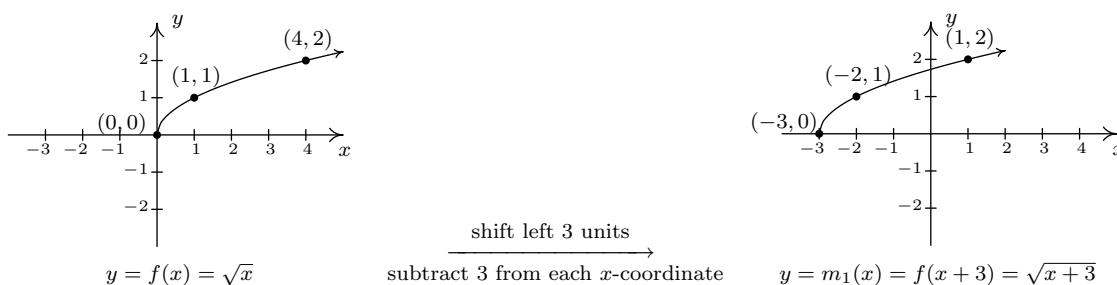 y
(4, 2)
2
(1, 1)
1
(0, 0)
−3 −2 −1 1 2 3 4 x
−1
−2
y = f(x) = √x
shift left 3 units
subtract 3 from each x-coordinate
y
(1, 2)
2
(−2, 1)
1
(−3, 0)
−3 −2 −1 1 2 3 4
−1
−2
y = m₁(x) = f(x + 3) = √(x + 3)